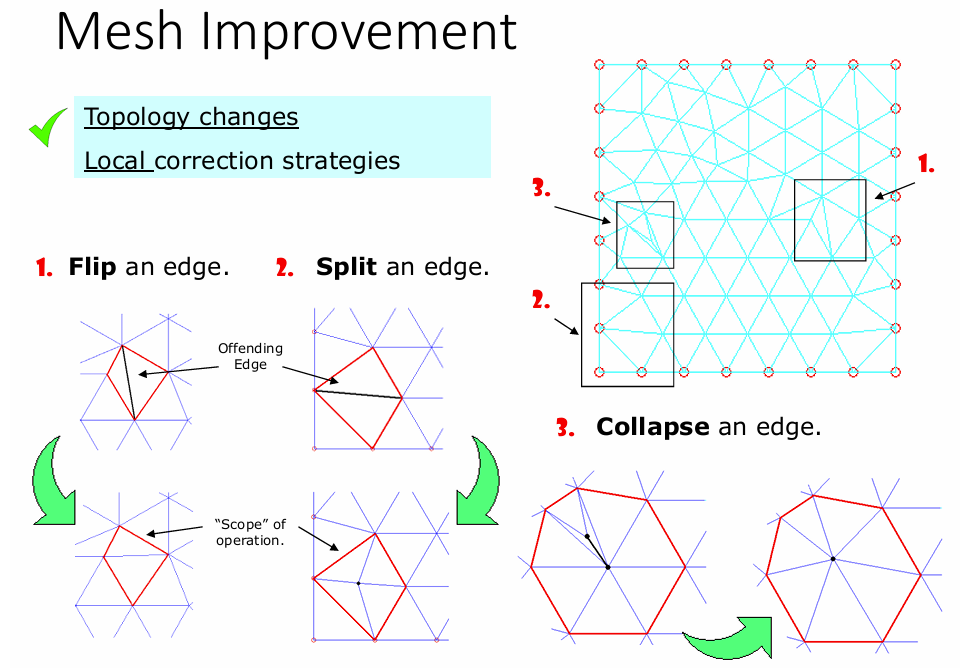 Mesh Improvement
Topology changes
Local correction strategies
1. Flip an edge.
2. Split an edge.
Offending
Edge
"Scope" of
operation.
3.
1.
2.
3. Collapse an edge.